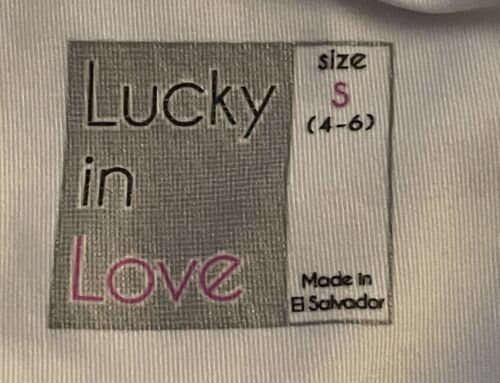 Lucky
in
Love
size
S
(4-6)
Made in
El Salvador